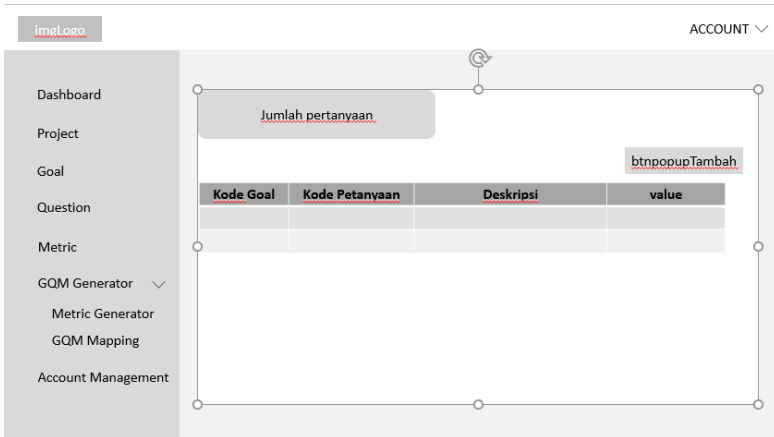 imgLogo
ACCOUNT
Dashboard
Project
Goal
Question
Metric
GQM Generator
Metric Generator
GQM Mapping
Account Management
Jumlah pertanyaan
btnpopupTambah
Kode Goal Kode Petanyaan Deskripsi value